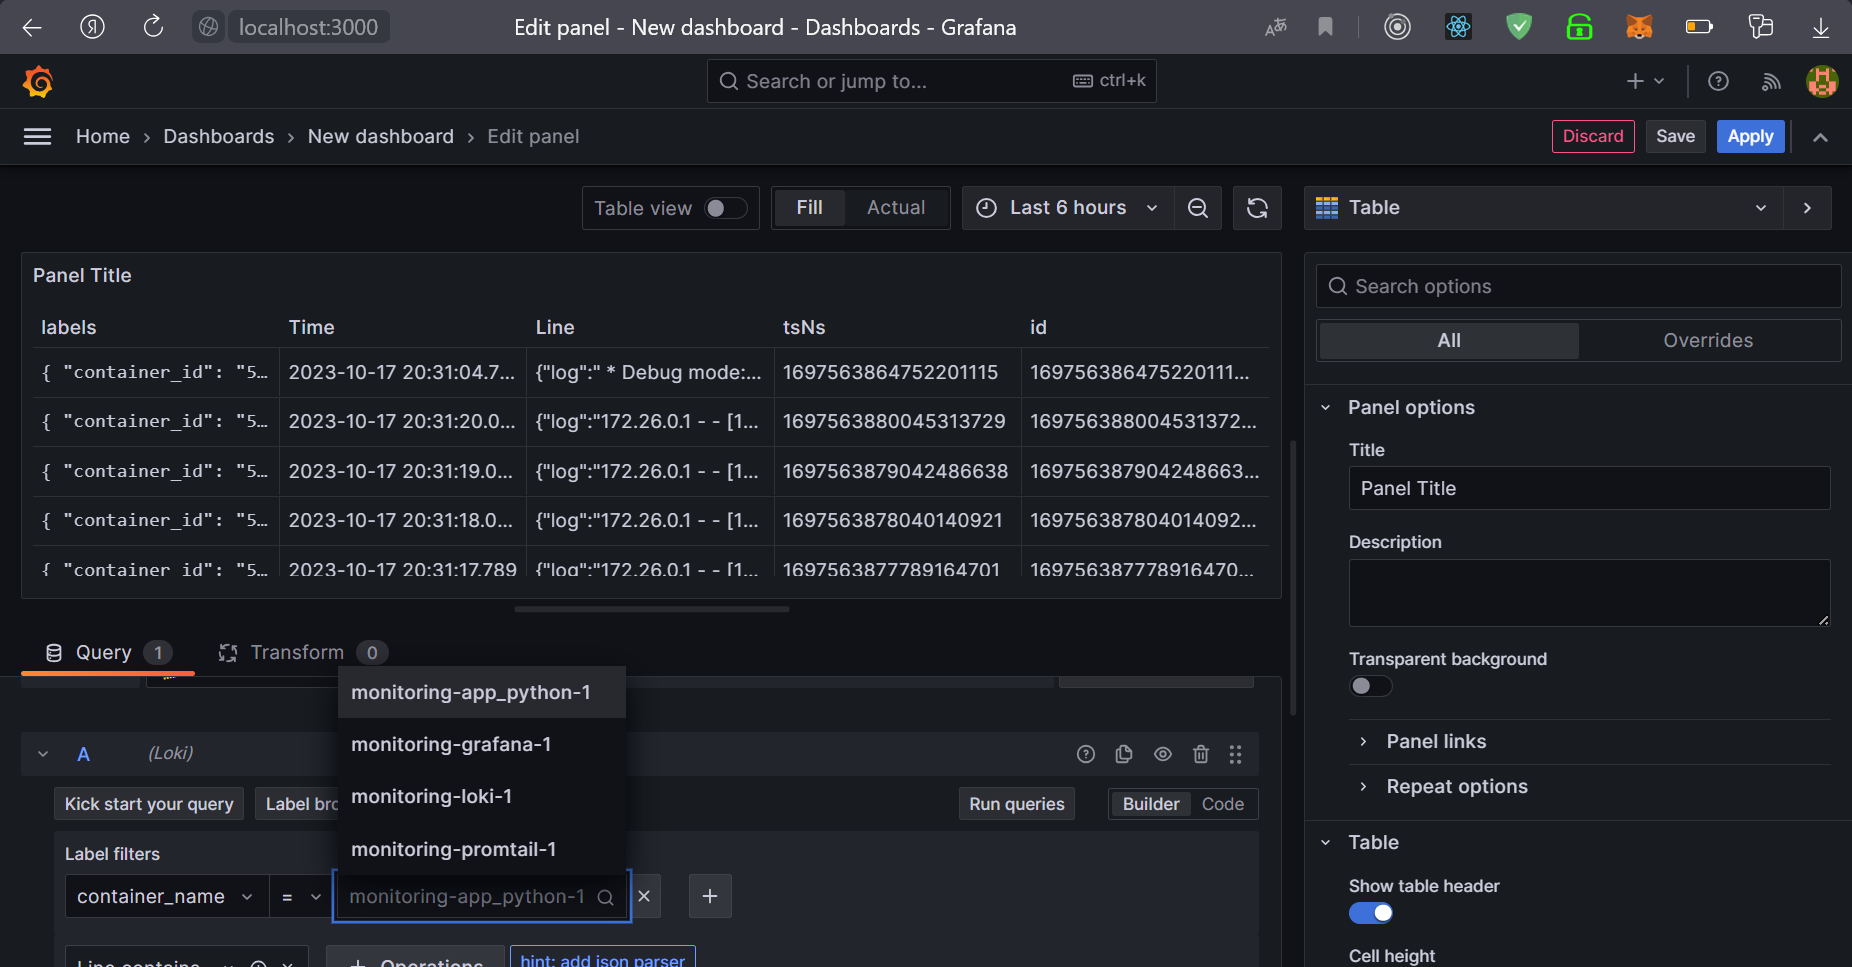 Я localhost:3000 Edit panel - New dashboard - Dashboards - Grafana
Search or jump to... ctrl+k
Home › Dashboards › New dashboard › Edit panel Discard Save Apply
Table view Fill Actual Last 6 hours Table
Panel Title
labels Time Line tsNs id
{ "container_id": "5... 2023-10-17 20:31:04.7... {"log":" * Debug mode:... 1697563864752201115 169756386475220111...
{ "container_id": "5... 2023-10-17 20:31:20.0... {"log":"172.26.0.1 - - [1... 1697563880045313729 169756388004531372...
{ "container_id": "5... 2023-10-17 20:31:19.0... {"log":"172.26.0.1 - - [1... 1697563879042486638 169756387904248663...
{ "container_id": "5... 2023-10-17 20:31:18.0... {"log":"172.26.0.1 - - [1... 1697563878040140921 169756387804014092...
{ "container_id": "5... 2023-10-17 20:31:17.789 {"log":"172.26.0.1 - - [1... 1697563877789164701 169756387778916470...
Query 1 Transform 0
monitoring-app_python-1
monitoring-grafana-1
monitoring-loki-1
monitoring-promtail-1
A (Loki)
Kick start your query Label bro Run queries Builder Code
Label filters
container_name = monitoring-app_python-1
Line contains Operations hint: add json parser
Search options
All Overrides
Panel options
Title
Panel Title
Description
Transparent background
Panel links
Repeat options
Table
Show table header
Cell height